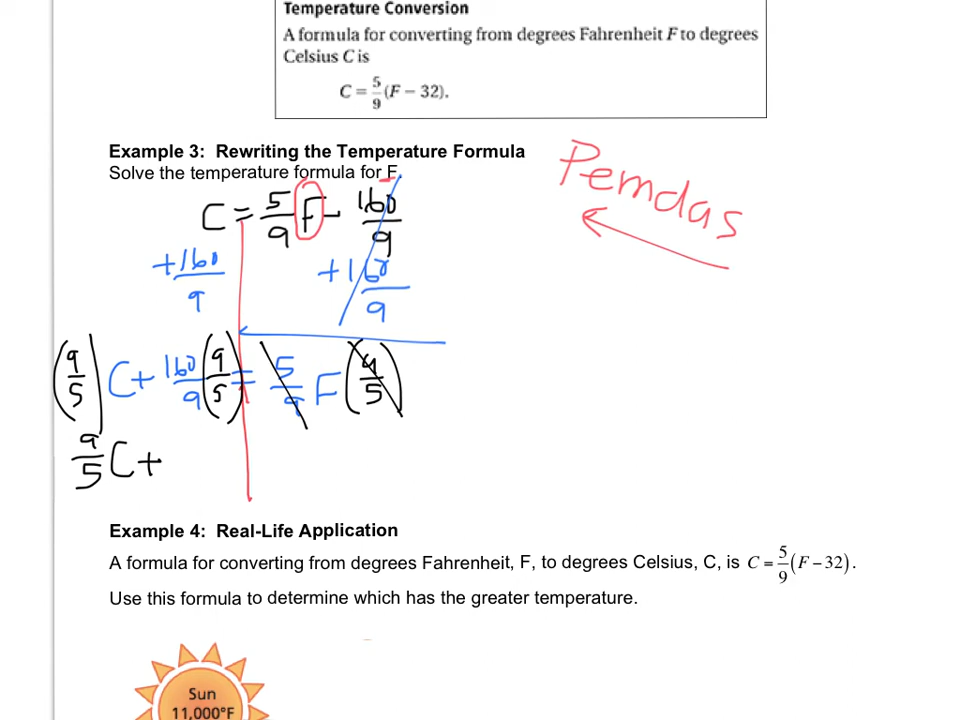 Temperature Conversion
A formula for converting from degrees Fahrenheit F to degrees
Celsius C is
C = 5/9 (F − 32).
Example 3: Rewriting the Temperature Formula
Solve the temperature formula for F.
Pemdas
C = 5/9 F - 160/9
+160/9 +160/9
(9/5) C + 160/9 (9/5) = 5/9 F (9/5)
9/5 C +
Example 4: Real-Life Application
A formula for converting from degrees Fahrenheit, F, to degrees Celsius, C, is C = 5/9 (F − 32).
Use this formula to determine which has the greater temperature.
Sun
11,000°F